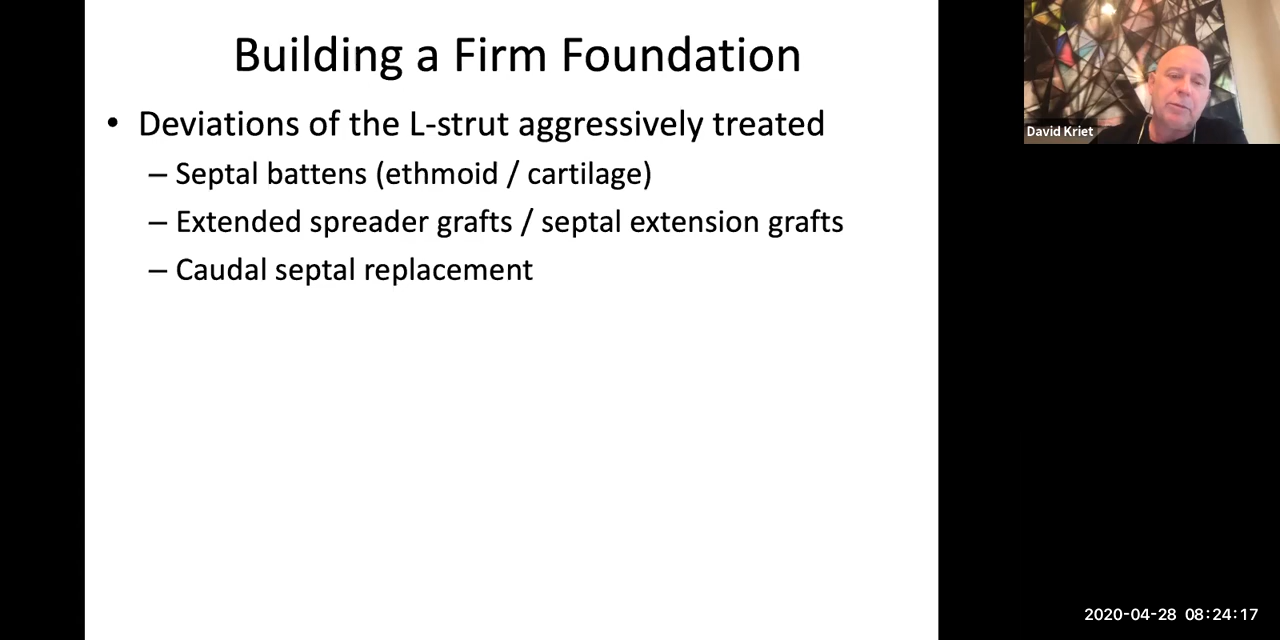 Building a Firm Foundation
• Deviations of the L-strut aggressively treated
– Septal battens (ethmoid / cartilage)
– Extended spreader grafts / septal extension grafts
– Caudal septal replacement
David Kriet
2020-04-28 08:24:17